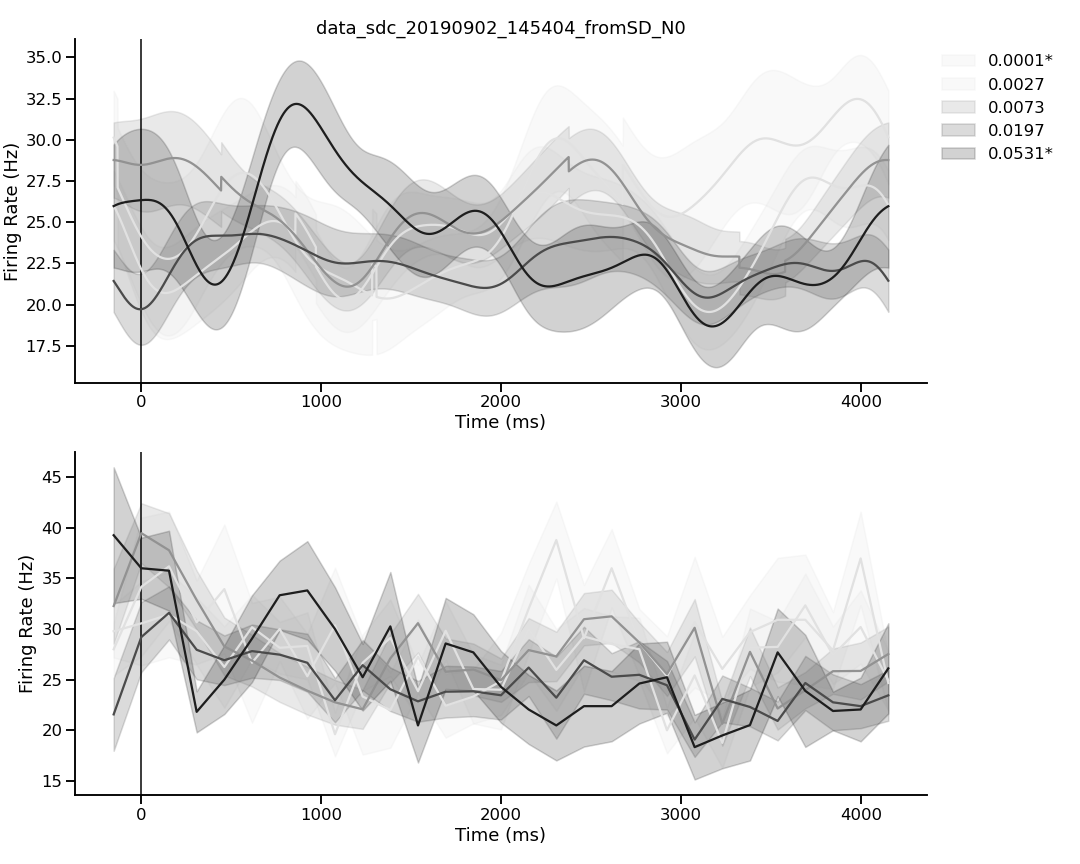 data_sdc_20190902_145404_fromSD_N0
35.0
32.5
30.0
27.5
25.0
22.5
20.0
17.5
Firing Rate (Hz)
0 1000 2000 3000 4000
Time (ms)
0.0001*
0.0027
0.0073
0.0197
0.0531*
45
40
35
30
25
20
15
Firing Rate (Hz)
0 1000 2000 3000 4000
Time (ms)